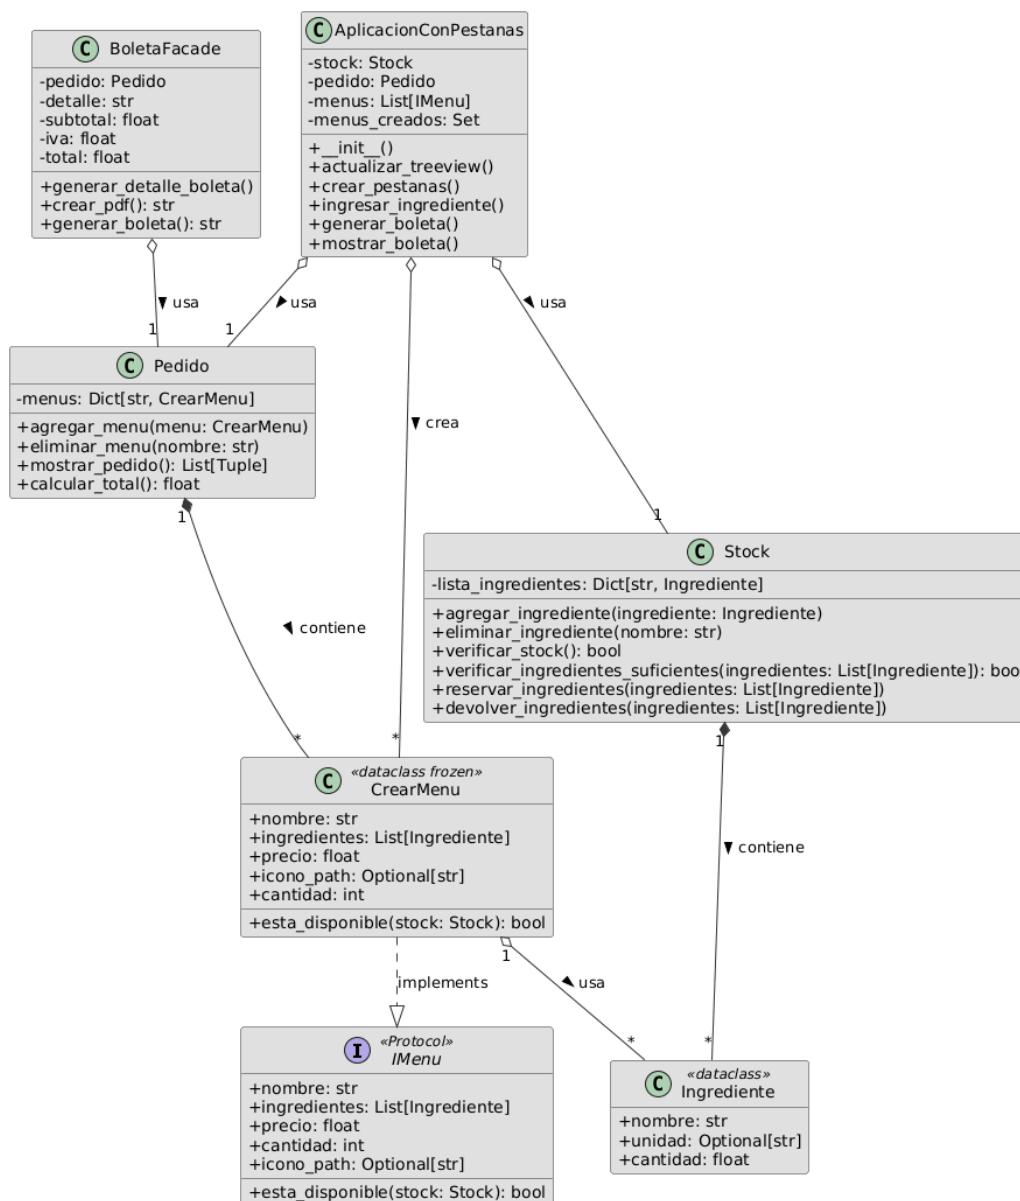 C BoletaFacade
-pedido: Pedido
-detalle: str
-subtotal: float
-iva: float
-total: float
+generar_detalle_boleta()
+crear_pdf(): str
+generar_boleta(): str
C AplicacionConPestanas
-stock: Stock
-pedido: Pedido
-menus: List[IMenu]
-menus_creados: Set
+__init__()
+actualizar_treeview()
+crear_pestanas()
+ingresar_ingrediente()
+generar_boleta()
+mostrar_boleta()
usa
usa
usa
1
1
C Pedido
-menus: Dict[str, CrearMenu]
+agregar_menu(menu: CrearMenu)
+eliminar_menu(nombre: str)
+mostrar_pedido(): List[Tuple]
+calcular_total(): float
crea
1
1
C Stock
-lista_ingredientes: Dict[str, Ingrediente]
+agregar_ingrediente(ingrediente: Ingrediente)
+eliminar_ingrediente(nombre: str)
+verificar_stock(): bool
+verificar_ingredientes_suficientes(ingredientes: List[Ingrediente]): boo
+reservar_ingredientes(ingredientes: List[Ingrediente])
+devolver_ingredientes(ingredientes: List[Ingrediente])
contiene
*
*
1
C «dataclass frozen»
CrearMenu
+nombre: str
+ingredientes: List[Ingrediente]
+precio: float
+icono_path: Optional[str]
+cantidad: int
+esta_disponible(stock: Stock): bool
contiene
1
implements
usa
*
*
I «Protocol»
IMenu
+nombre: str
+ingredientes: List[Ingrediente]
+precio: float
+cantidad: int
+icono_path: Optional[str]
+esta_disponible(stock: Stock): bool
C «dataclass»
Ingrediente
+nombre: str
+unidad: Optional[str]
+cantidad: float